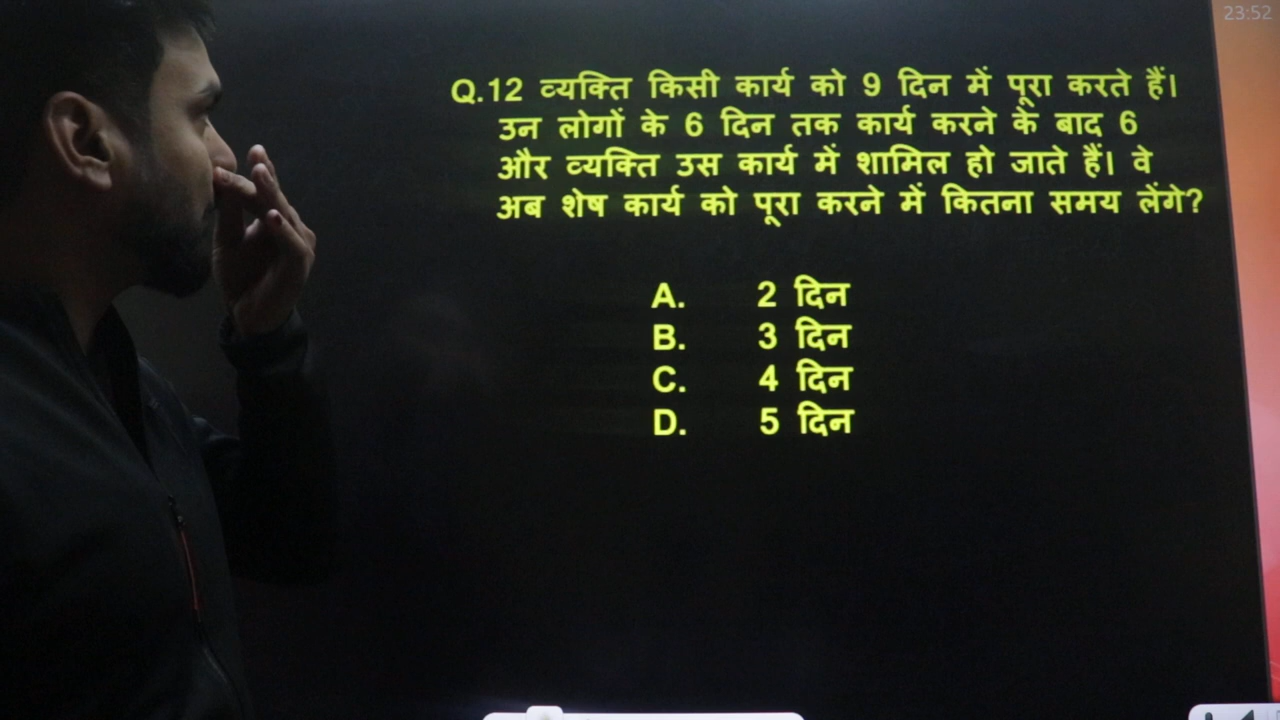 23:52
Q.12 व्यक्ति किसी कार्य को 9 दिन में पूरा करते हैं।
उन लोगों के 6 दिन तक कार्य करने के बाद 6
और व्यक्ति उस कार्य में शामिल हो जाते हैं। वे
अब शेष कार्य को पूरा करने में कितना समय लेंगे?
A. 2 दिन
B. 3 दिन
C. 4 दिन
D. 5 दिन